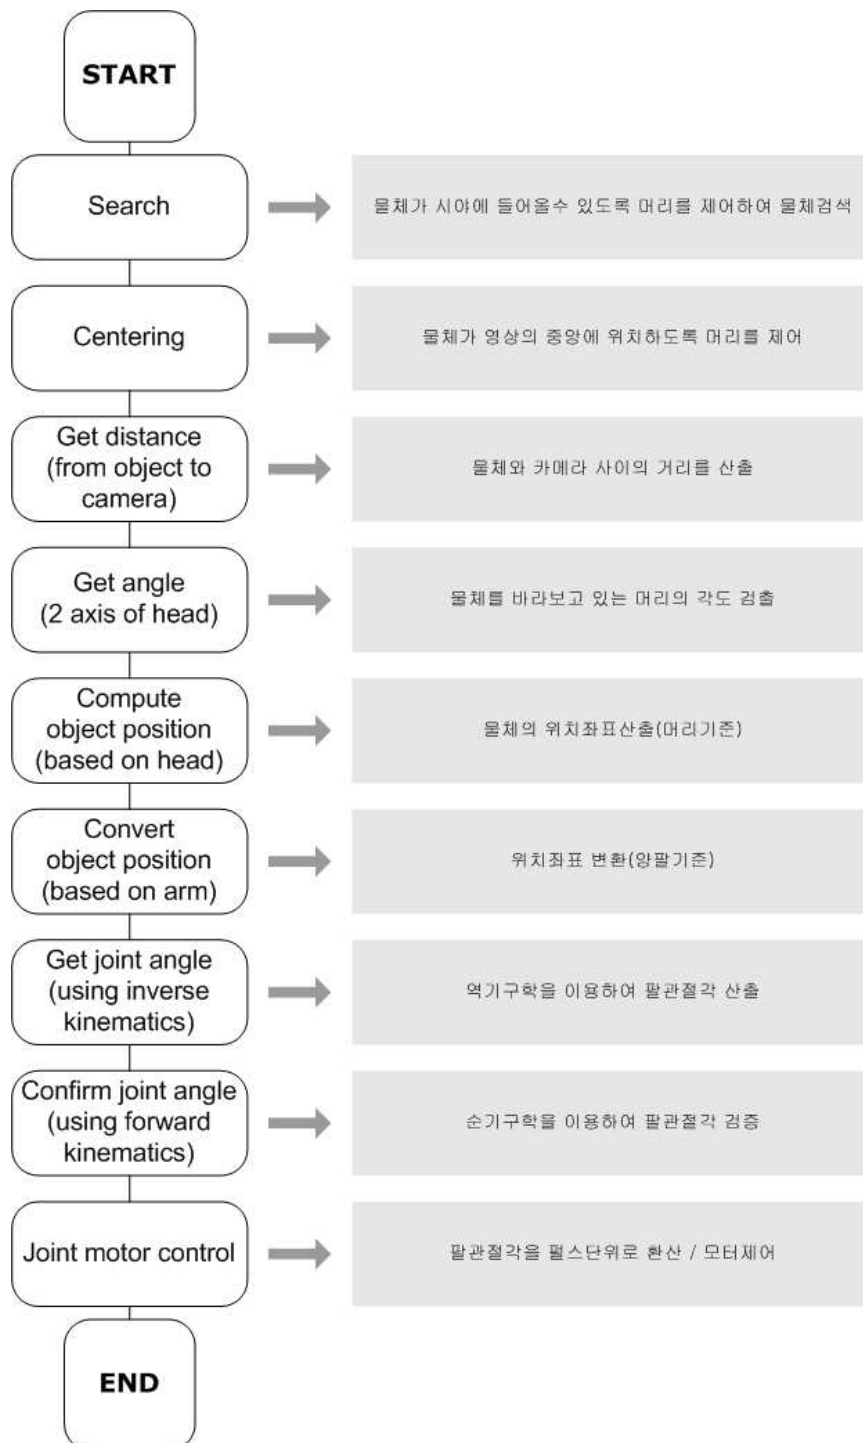 START
Search
물체가 시야에 들어올수 있도록 머리를 제어하여 물체검색
Centering
물체가 영상의 중앙에 위치하도록 머리를 제어
Get distance
(from object to
camera)
물체와 카메라 사이의 거리를 산출
Get angle
(2 axis of head)
물체를 바라보고 있는 머리의 각도 검출
Compute
object position
(based on head)
물체의 위치좌표산출(머리기준)
Convert
object position
(based on arm)
위치좌표 변환(양팔기준)
Get joint angle
(using inverse
kinematics)
역기구학을 이용하여 팔관절각 산출
Confirm joint angle
(using forward
kinematics)
순기구학을 이용하여 팔관절각 검증
Joint motor control
팔관절각을 펄스단위로 환산 / 모터제어
END